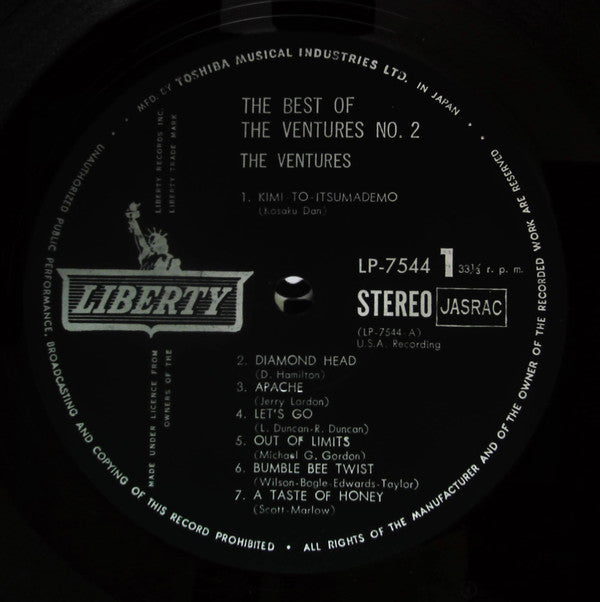 MFD. BY TOSHIBA MUSICAL INDUSTRIES LTD. IN JAPAN
THE BEST OF
THE VENTURES NO. 2
THE VENTURES
1. KIMI-TO-ITSUMADEMO
(Kosaku Dan)
LIBERTY RECORDS INC.
LIBERTY TRADE MARK
LIBERTY
MADE UNDER LICENCE FROM
OWNERS OF THE
LP-7544 1 33⅓ r. p. m.
STEREO JASRAC
(LP-7544-A)
U.S.A. Recording
2. DIAMOND HEAD
(D. Hamilton)
3. APACHE
(Jerry Lordon)
4. LET'S GO
(L. Duncan-R. Duncan)
5. OUT OF LIMITS
(Michael G. Gordon)
6. BUMBLE BEE TWIST
(Wilson-Bogle-Edwards-Taylor)
7. A TASTE OF HONEY
(Scott-Marlow)
UNAUTHORIZED PUBLIC PERFORMANCE, BROADCASTING AND COPYING OF THIS RECORD PROHIBITED • ALL RIGHTS OF THE MANUFACTURER AND OF THE OWNER OF THE RECORDED WORK ARE RESERVED